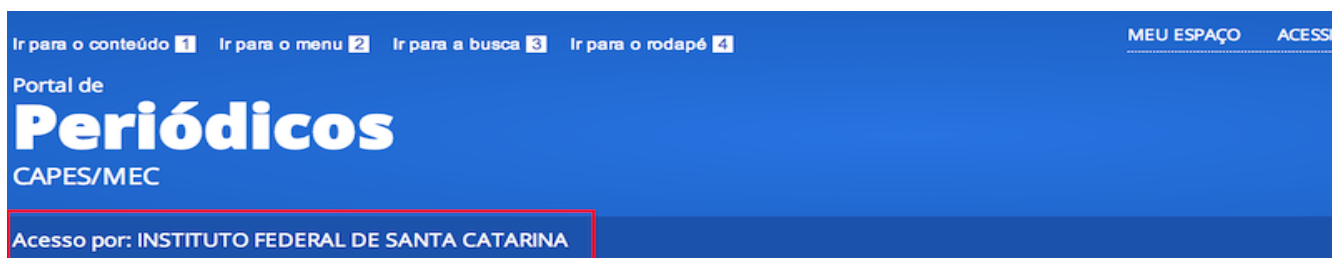 Ir para o conteúdo 1 Ir para o menu 2 Ir para a busca 3 Ir para o rodapé 4
MEU ESPAÇO ACESSI
Portal de
Periódicos
CAPES/MEC
Acesso por: INSTITUTO FEDERAL DE SANTA CATARINA